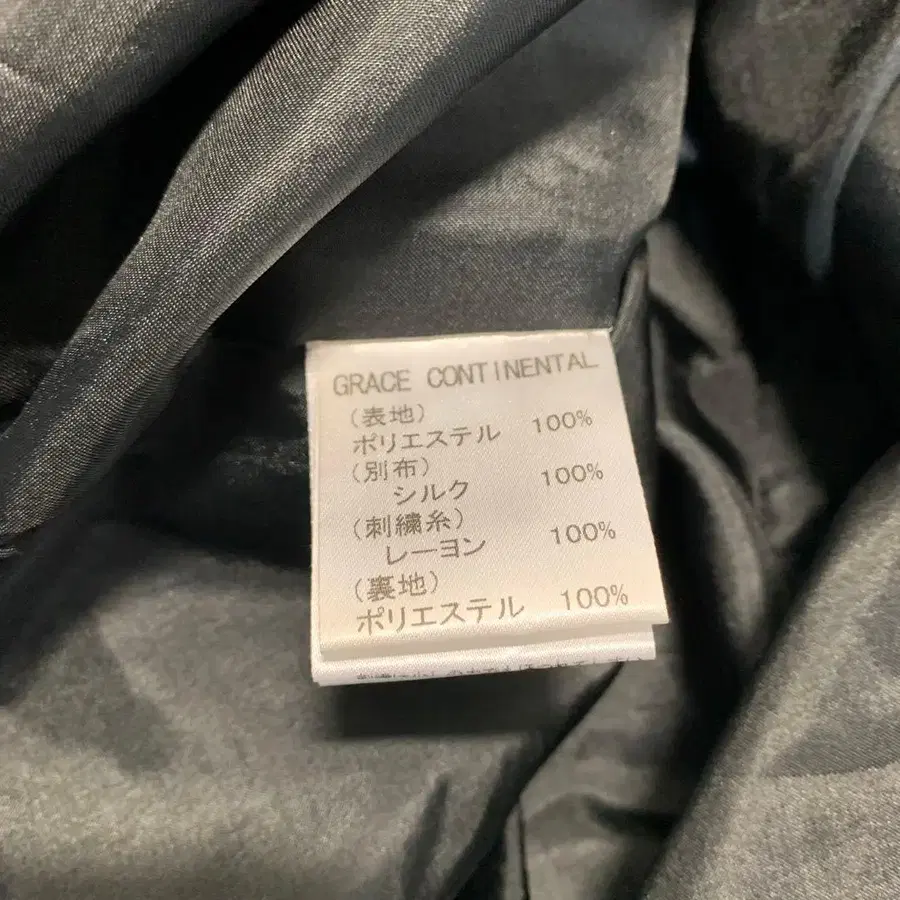 GRACE CONTINENTAL
(表地)
ポリエステル 100%
(別布)
シルク 100%
(刺繍糸)
レーヨン 100%
(裏地)
ポリエステル 100%